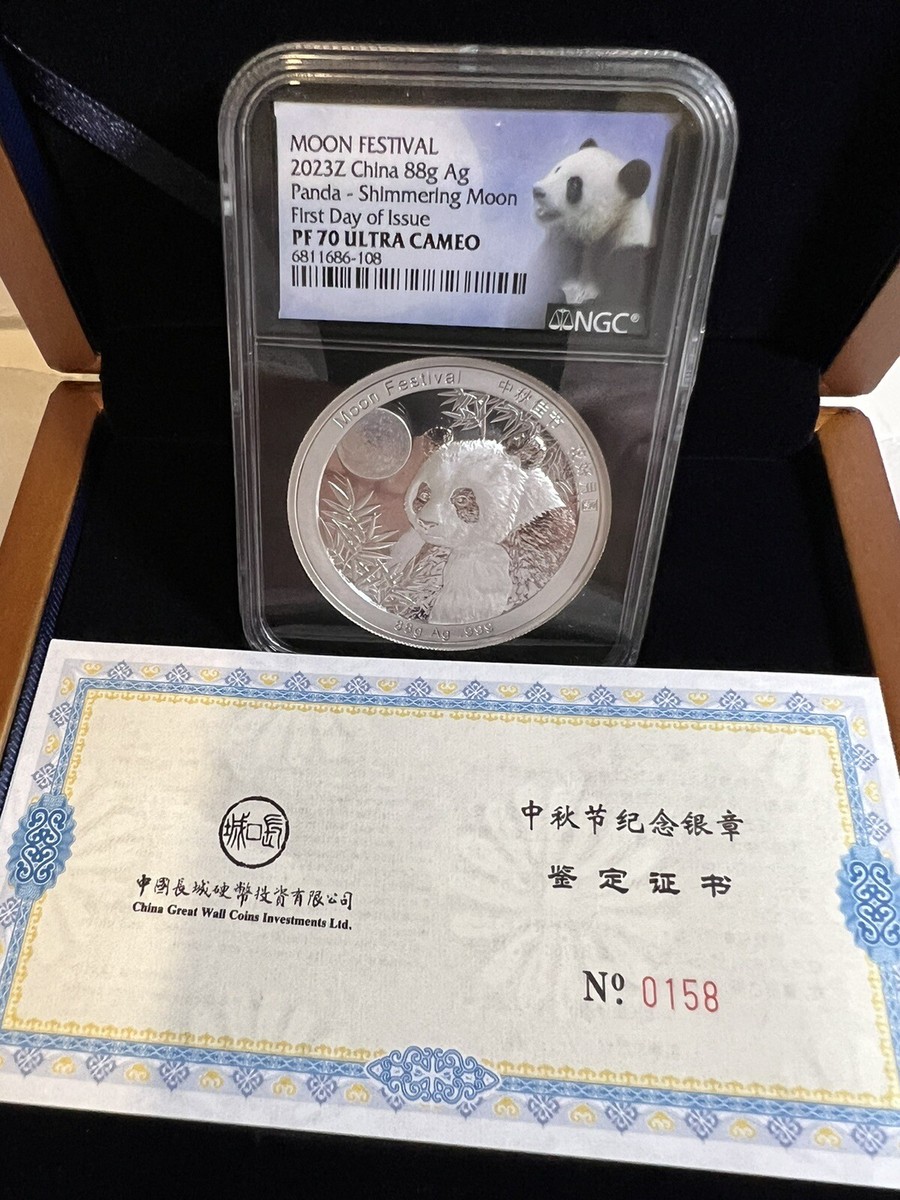 MOON FESTIVAL
2023Z China 88g Ag
Panda - Shimmering Moon
First Day of Issue
PF 70 ULTRA CAMEO
6811686-108
NGC®
Moon Festival 中秋佳节
88g Ag .999
中國長城硬幣投資有限公司
China Great Wall Coins Investments Ltd.
中秋节纪念银章
鉴定证书
Nº 0158